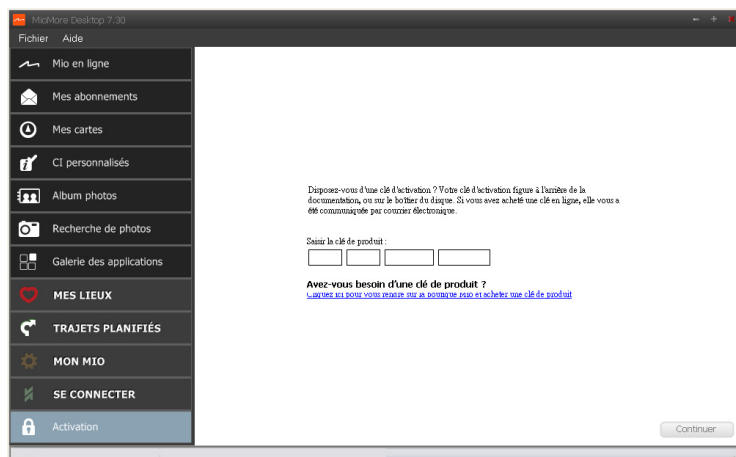 MioMore Desktop 7.30
Fichier Aide
Mio en ligne
Mes abonnements
Mes cartes
CI personnalisés
Album photos
Recherche de photos
Galerie des applications
MES LIEUX
TRAJETS PLANIFIÉS
MON MIO
SE CONNECTER
Activation
Disposez-vous d'une clé d'activation ? Votre clé d'activation figure à l'arrière de la
documentation, ou sur le boîtier du disque. Si vous avez acheté une clé en ligne, elle vous a
été communiquée par courrier électronique.
Saisir la clé de produit :
Avez-vous besoin d'une clé de produit ?
Cliquez ici pour vous rendre sur la boutique Mio et acheter une clé de produit
Continuer